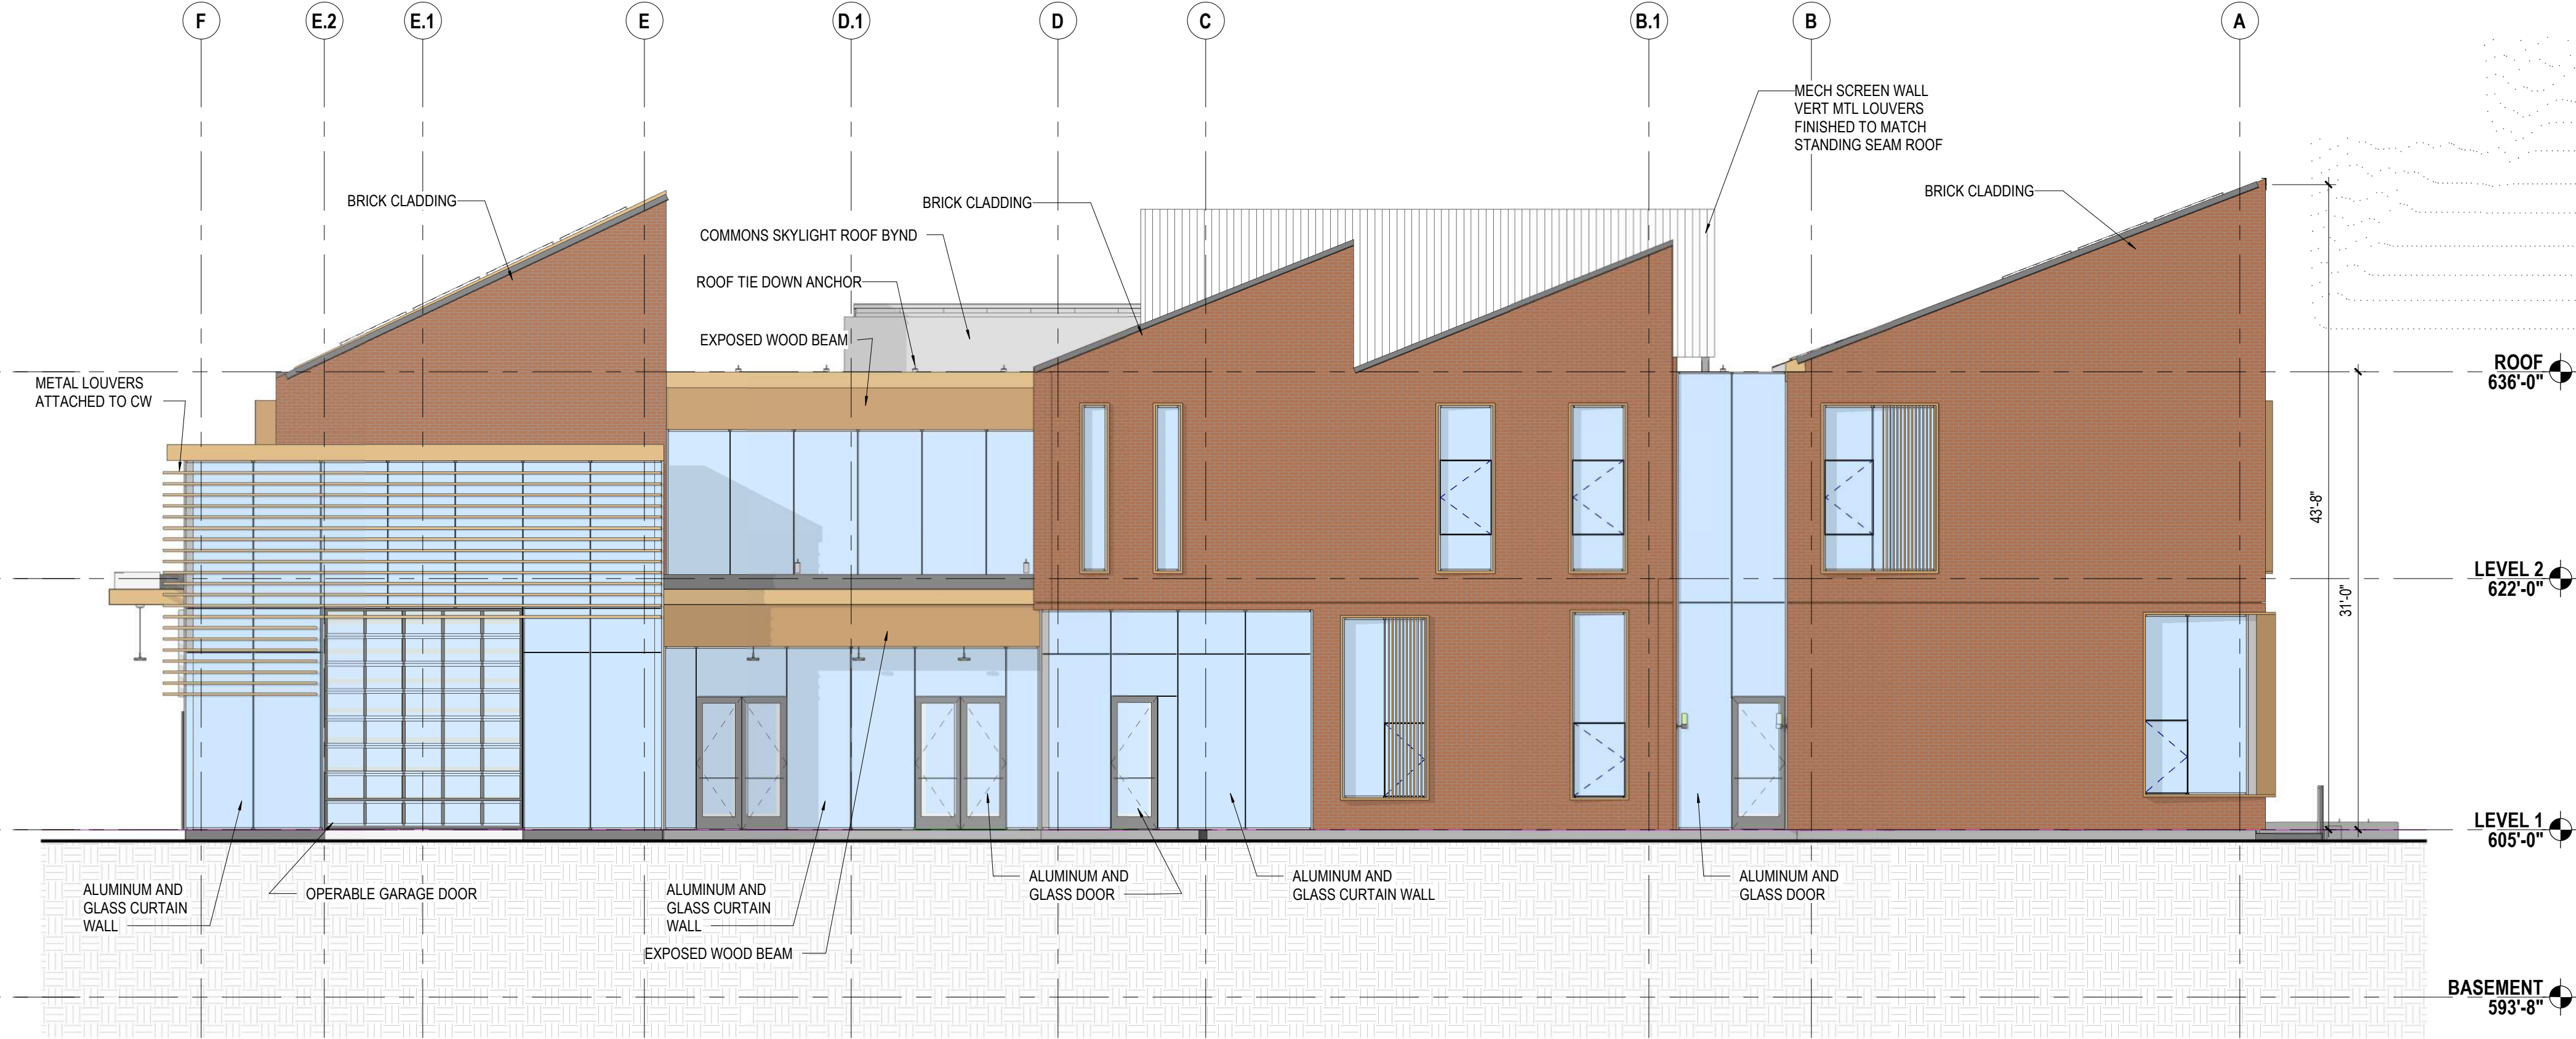 F
E.2
E.1
E
D.1
D
C
B.1
B
A
MECH SCREEN WALL
VERT MTL LOUVERS
FINISHED TO MATCH
STANDING SEAM ROOF
BRICK CLADDING
BRICK CLADDING
BRICK CLADDING
COMMONS SKYLIGHT ROOF BYND
ROOF TIE DOWN ANCHOR
EXPOSED WOOD BEAM
METAL LOUVERS
ATTACHED TO CW
ROOF
636'-0"
43'-8"
LEVEL 2
622'-0"
31'-0"
LEVEL 1
605'-0"
ALUMINUM AND
GLASS CURTAIN
WALL
OPERABLE GARAGE DOOR
ALUMINUM AND
GLASS CURTAIN
WALL
EXPOSED WOOD BEAM
ALUMINUM AND
GLASS DOOR
ALUMINUM AND
GLASS CURTAIN WALL
ALUMINUM AND
GLASS DOOR
BASEMENT
593'-8"